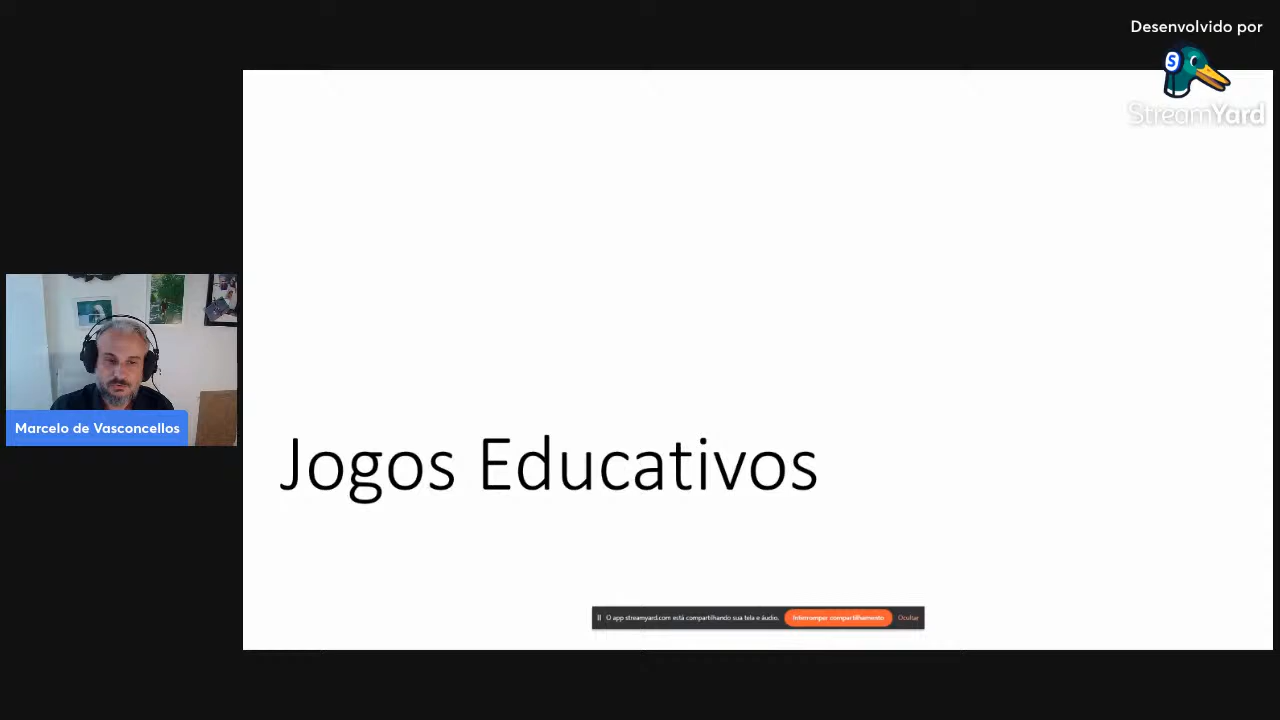 Desenvolvido por
StreamYard
Marcelo de Vasconcellos
Jogos Educativos
O app streamyard.com está compartilhando sua tela e áudio.
Interromper compartilhamento
Ocultar